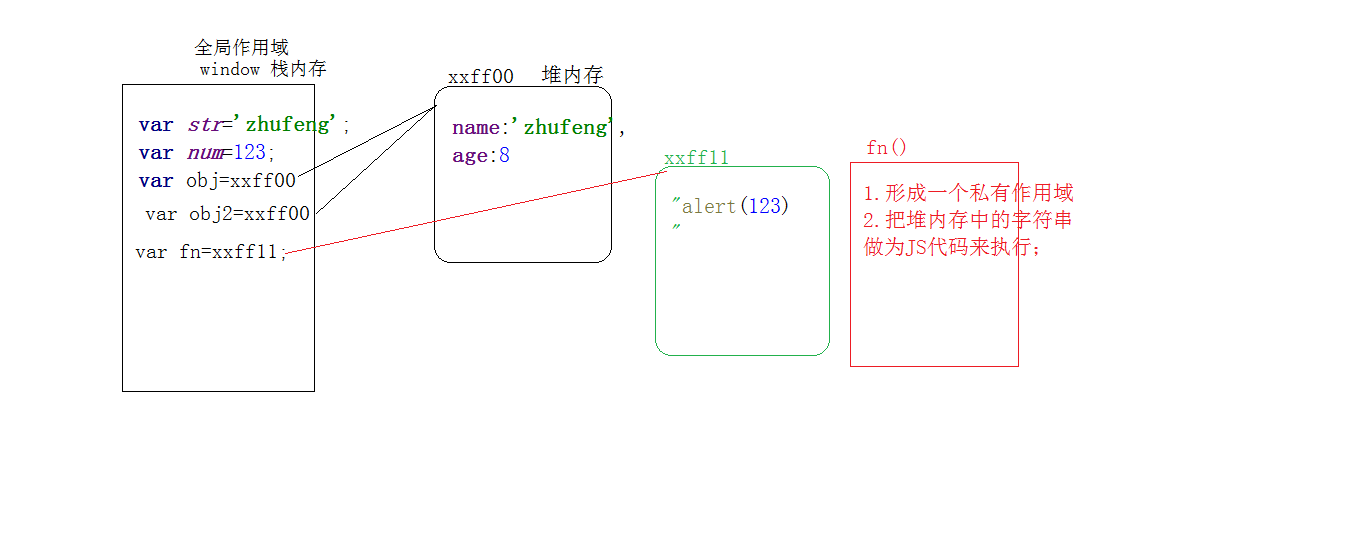 全局作用域
window 栈内存
var str='zhufeng';
var num=123;
var obj=xxff00
var obj2=xxff00
var fn=xxff11;
xxff00 堆内存
name:'zhufeng',
age:8
xxff11
"alert(123)
"
fn()
1.形成一个私有作用域
2.把堆内存中的字符串
做为JS代码来执行;